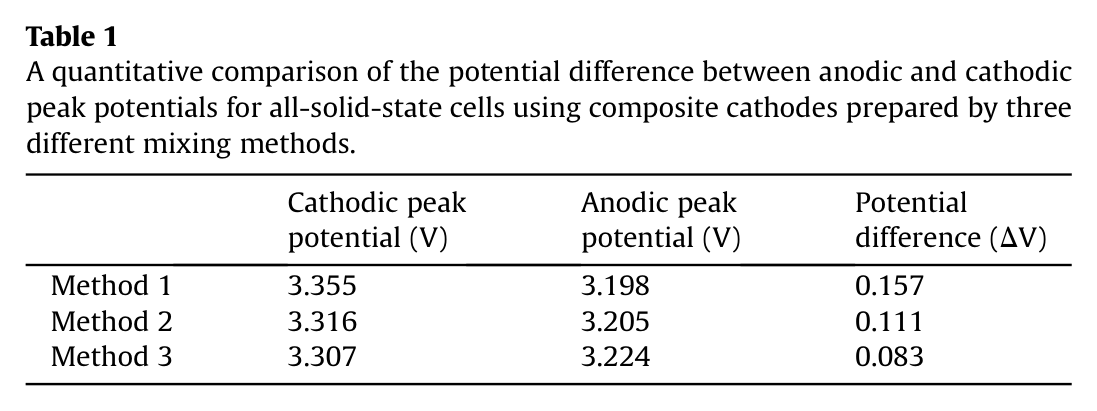 Table 1
A quantitative comparison of the potential difference between anodic and cathodic
peak potentials for all-solid-state cells using composite cathodes prepared by three
different mixing methods.
Cathodic peak potential (V) Anodic peak potential (V) Potential difference (ΔV)
Method 1 3.355 3.198 0.157
Method 2 3.316 3.205 0.111
Method 3 3.307 3.224 0.083